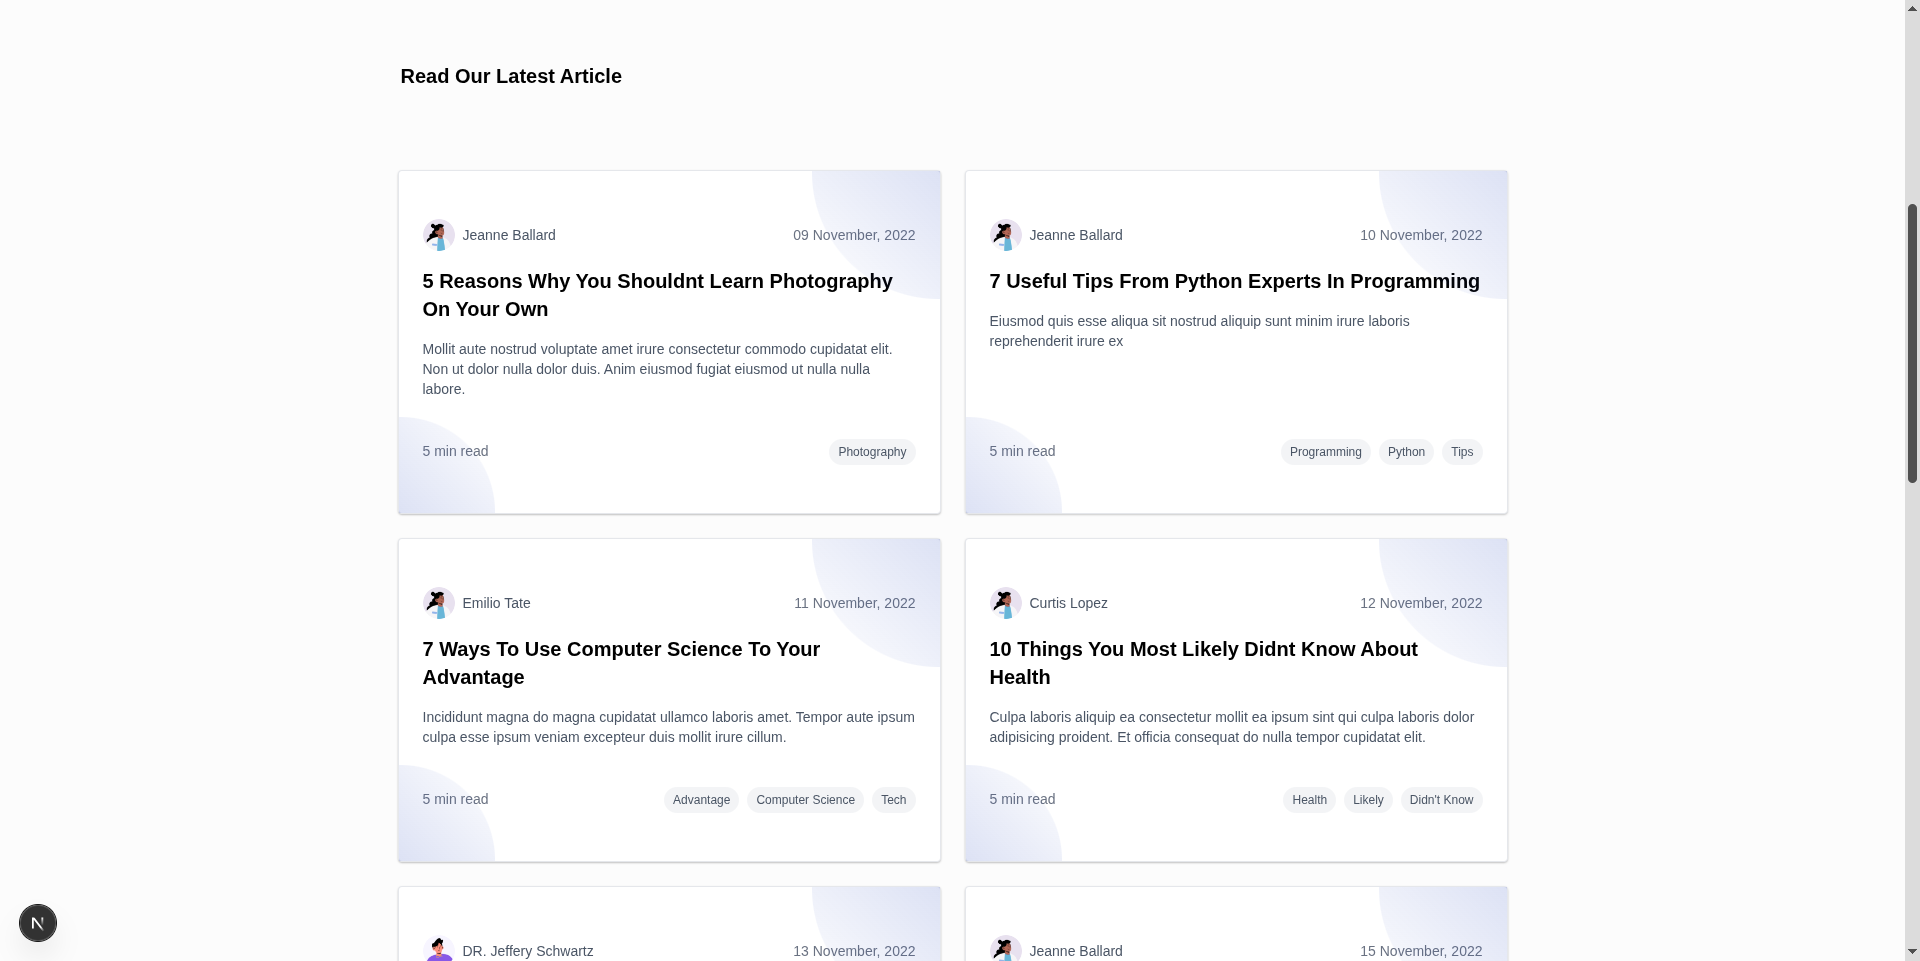 Read Our Latest Article
Jeanne Ballard
09 November, 2022
5 Reasons Why You Shouldnt Learn Photography
On Your Own
Mollit aute nostrud voluptate amet irure consectetur commodo cupidatat elit.
Non ut dolor nulla dolor duis. Anim eiusmod fugiat eiusmod ut nulla nulla
labore.
5 min read
Photography
Jeanne Ballard
10 November, 2022
7 Useful Tips From Python Experts In Programming
Eiusmod quis esse aliqua sit nostrud aliquip sunt minim irure laboris
reprehenderit irure ex
5 min read
Programming
Python
Tips
Emilio Tate
11 November, 2022
7 Ways To Use Computer Science To Your
Advantage
Incididunt magna do magna cupidatat ullamco laboris amet. Tempor aute ipsum
culpa esse ipsum veniam excepteur duis mollit irure cillum.
5 min read
Advantage
Computer Science
Tech
Curtis Lopez
12 November, 2022
10 Things You Most Likely Didnt Know About
Health
Culpa laboris aliquip ea consectetur mollit ea ipsum sint qui culpa laboris dolor
adipisicing proident. Et officia consequat do nulla tempor cupidatat elit.
5 min read
Health
Likely
Didn't Know
DR. Jeffery Schwartz
13 November, 2022
Jeanne Ballard
15 November, 2022
N